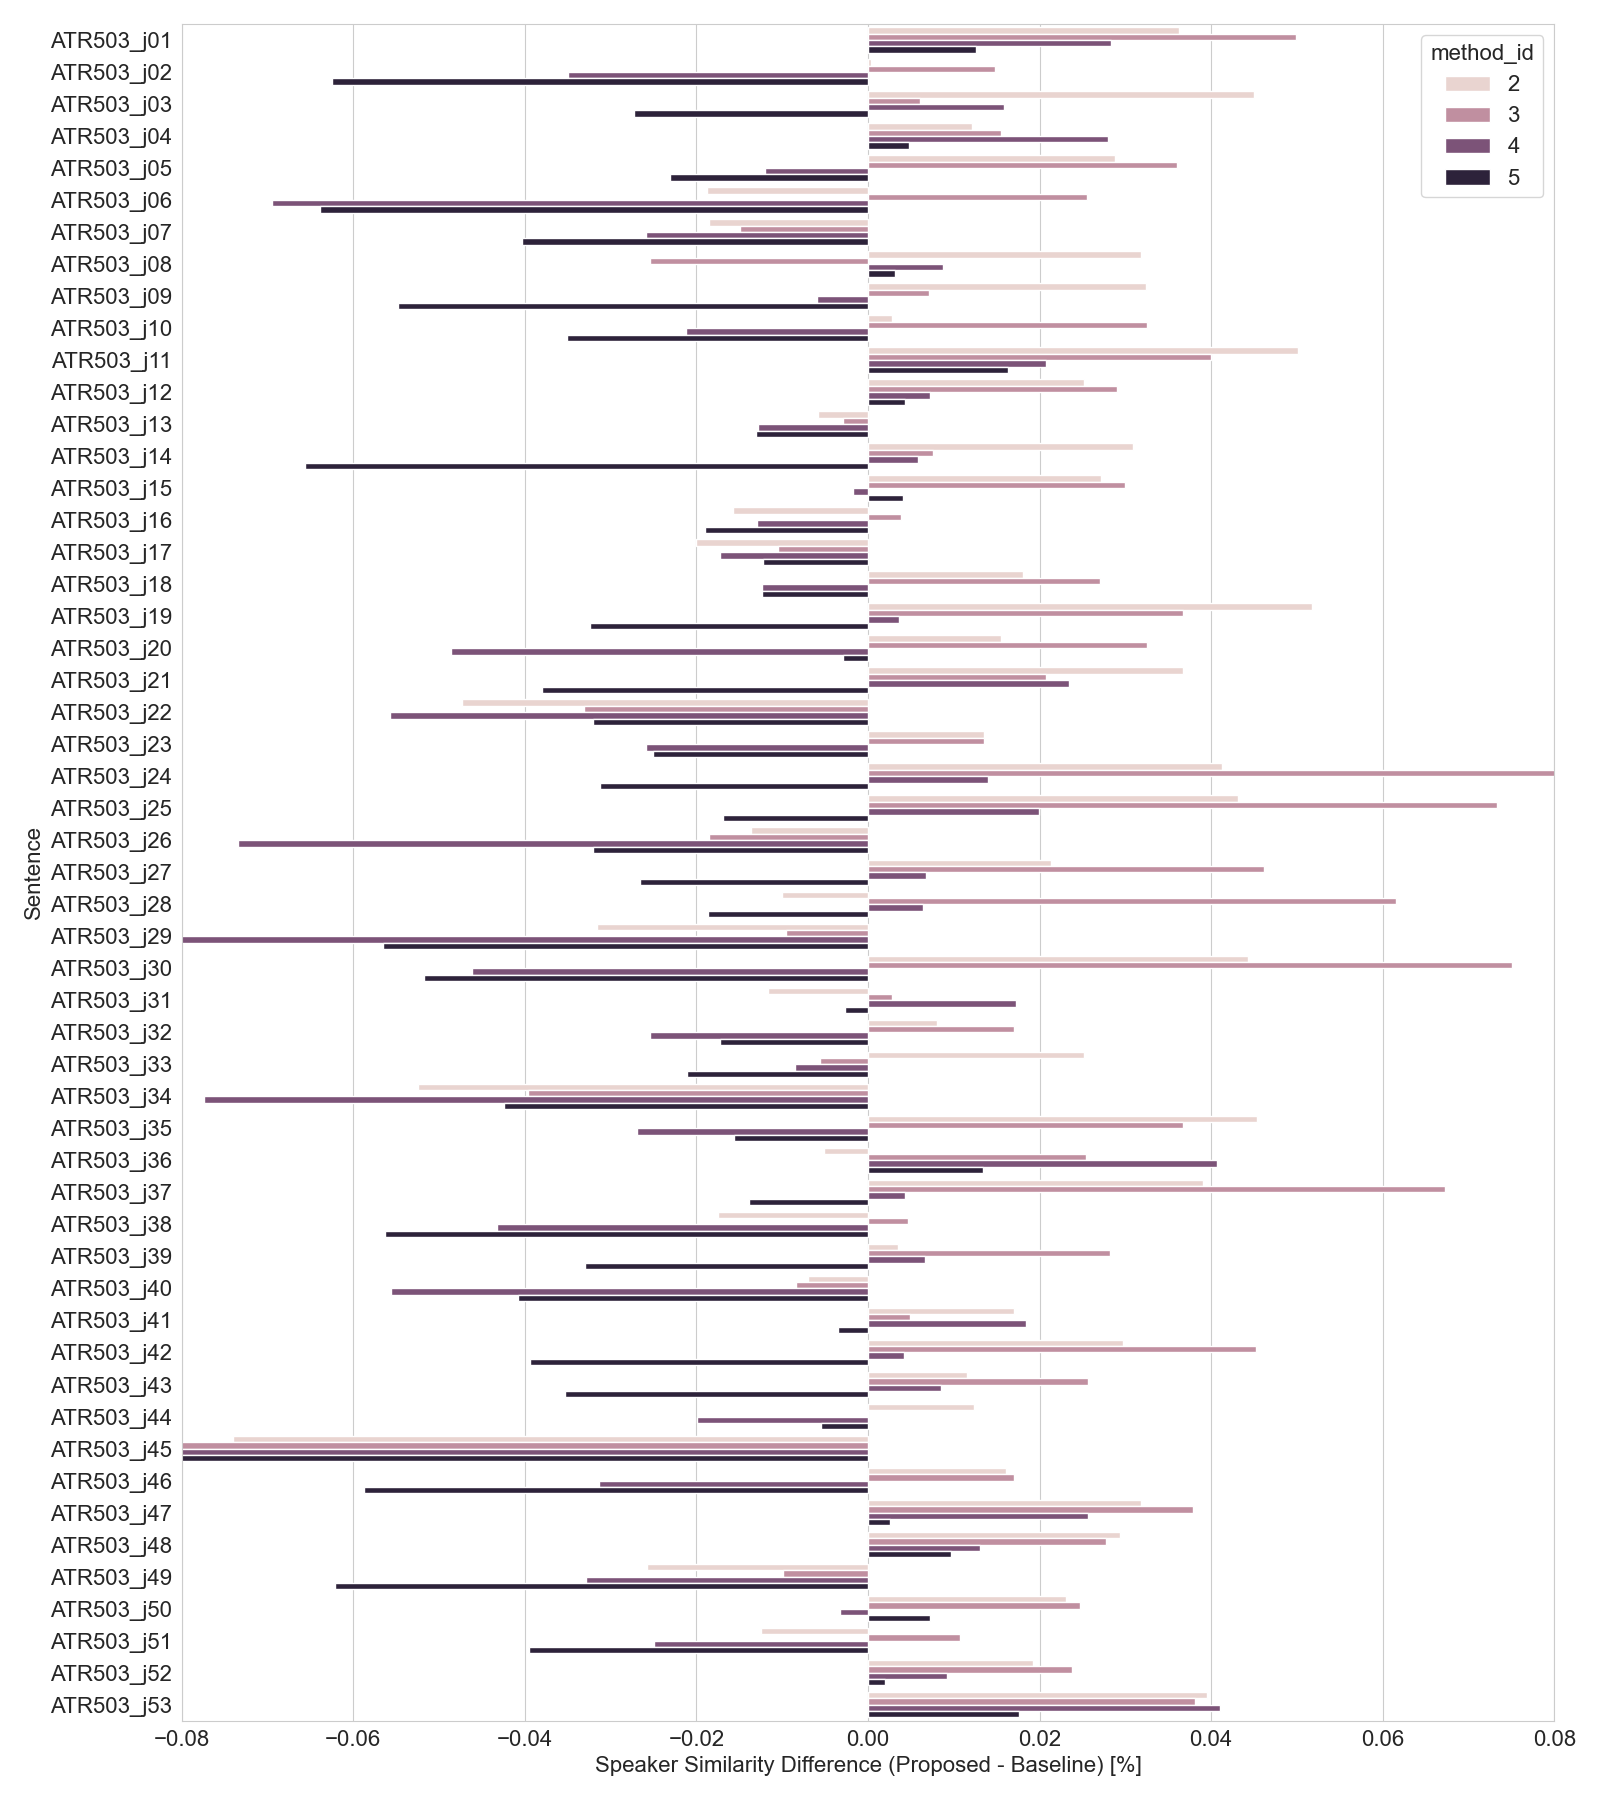 ATR503_j01
ATR503_j02
ATR503_j03
ATR503_j04
ATR503_j05
ATR503_j06
ATR503_j07
ATR503_j08
ATR503_j09
ATR503_j10
ATR503_j11
ATR503_j12
ATR503_j13
ATR503_j14
ATR503_j15
ATR503_j16
ATR503_j17
ATR503_j18
ATR503_j19
ATR503_j20
ATR503_j21
ATR503_j22
ATR503_j23
ATR503_j24
ATR503_j25
ATR503_j26
ATR503_j27
ATR503_j28
ATR503_j29
ATR503_j30
ATR503_j31
ATR503_j32
ATR503_j33
ATR503_j34
ATR503_j35
ATR503_j36
ATR503_j37
ATR503_j38
ATR503_j39
ATR503_j40
ATR503_j41
ATR503_j42
ATR503_j43
ATR503_j44
ATR503_j45
ATR503_j46
ATR503_j47
ATR503_j48
ATR503_j49
ATR503_j50
ATR503_j51
ATR503_j52
ATR503_j53
Sentence
method_id
2
3
4
5
−0.08 −0.06 −0.04 −0.02 0.00 0.02 0.04 0.06 0.08
Speaker Similarity Difference (Proposed - Baseline) [%]